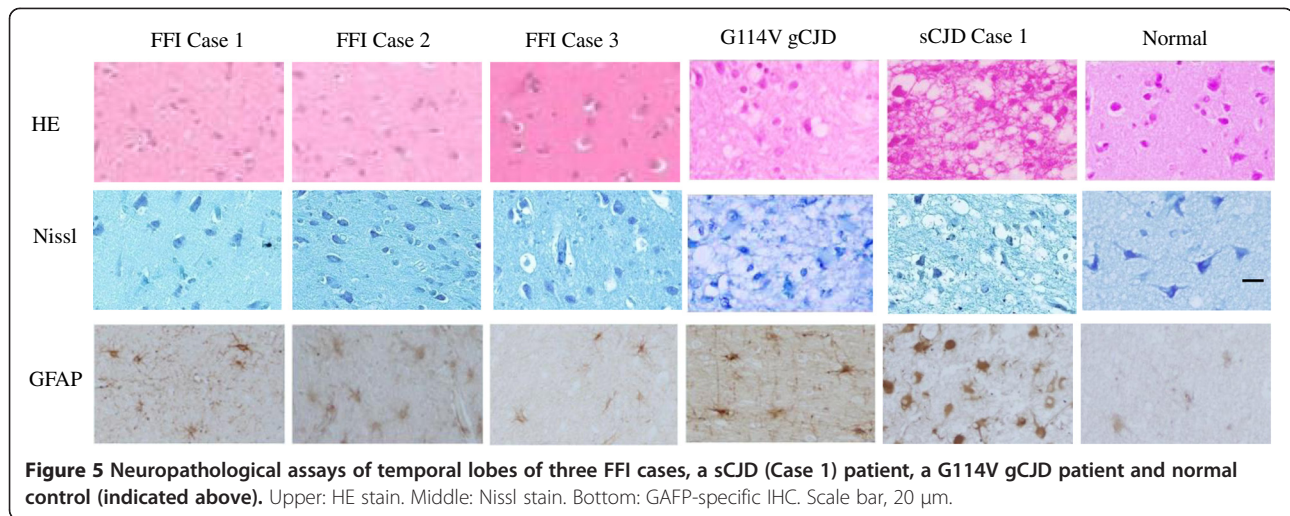 FFI Case 1 FFI Case 2 FFI Case 3 G114V gCJD sCJD Case 1 Normal
HE
Nissl
GFAP
Figure 5 Neuropathological assays of temporal lobes of three FFI cases, a sCJD (Case 1) patient, a G114V gCJD patient and normal
control (indicated above). Upper: HE stain. Middle: Nissl stain. Bottom: GAFP-specific IHC. Scale bar, 20 μm.